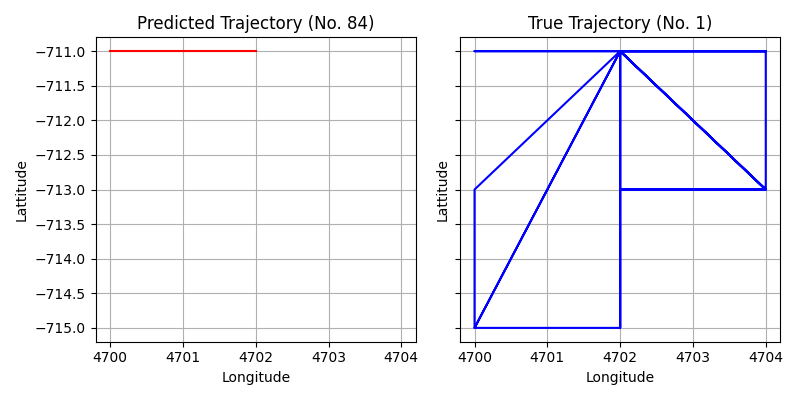 Predicted Trajectory (No. 84)
−711.0
−711.5
−712.0
−712.5
−713.0
−713.5
−714.0
−714.5
−715.0
Lattitude
4700 4701 4702 4703 4704
Longitude
True Trajectory (No. 1)
Lattitude
4700 4701 4702 4703 4704
Longitude